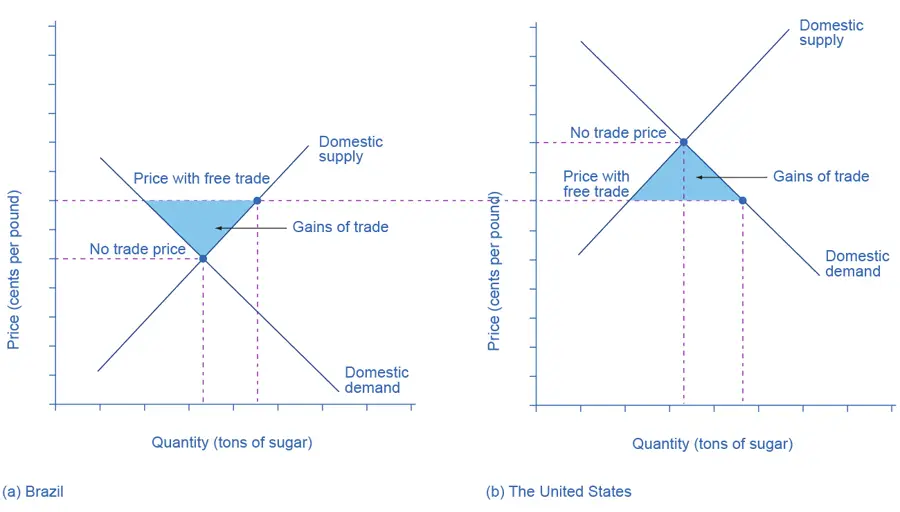 Price (cents per pound)
Domestic
supply
Price with free trade
Gains of trade
No trade price
Domestic
demand
Quantity (tons of sugar)
(a) Brazil
Price (cents per pound)
Domestic
supply
No trade price
Price with
free trade
Gains of trade
Domestic
demand
Quantity (tons of sugar)
(b) The United States